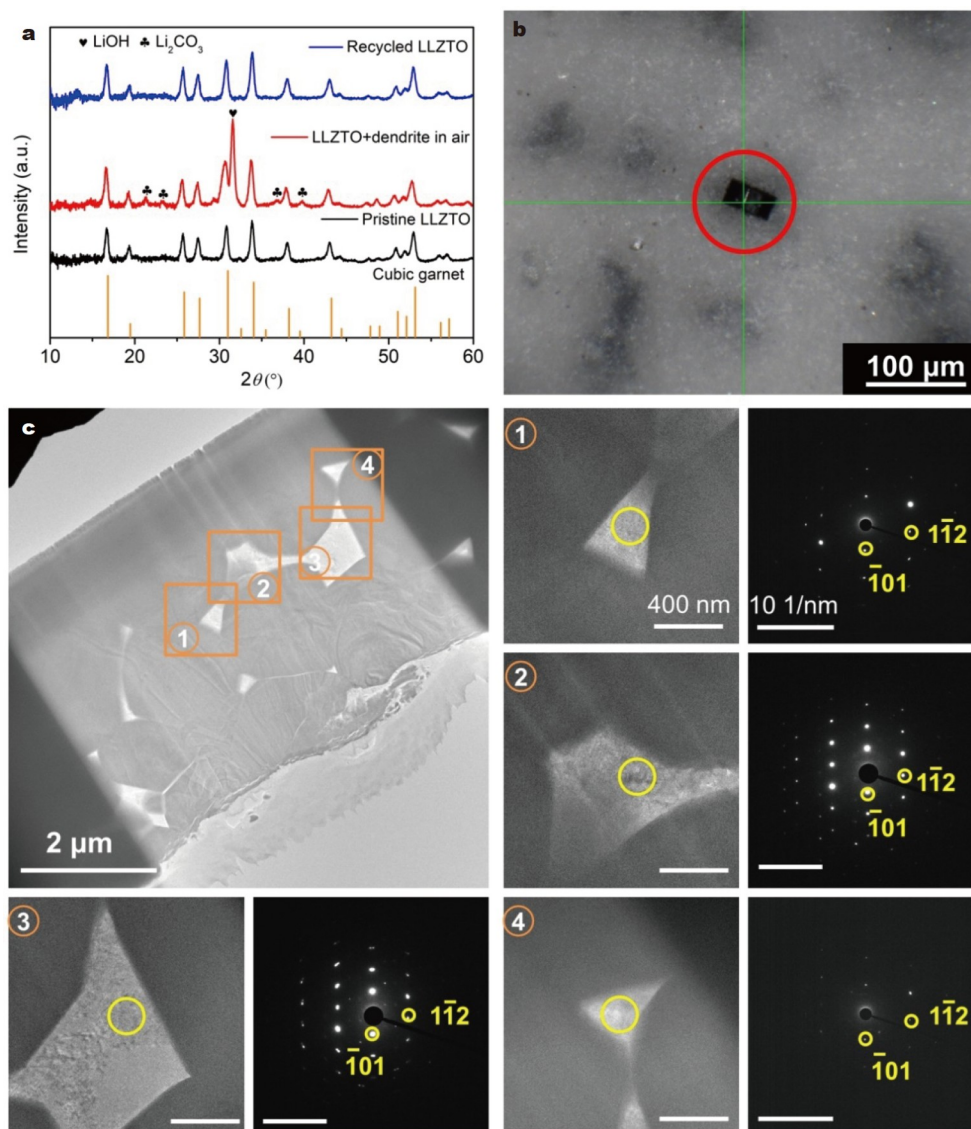 a
♥ LiOH ♣ Li₂CO₃
Recycled LLZTO
LLZTO+dendrite in air
Pristine LLZTO
Cubic garnet
Intensity (a.u.)
10 20 30 40 50 60
2θ (°)
b
100 µm
c
1
2
3
4
2 µm
1
400 nm
11̄2
1̄01
10 1/nm
2
11̄2
1̄01
3
11̄2
1̄01
4
11̄2
1̄01